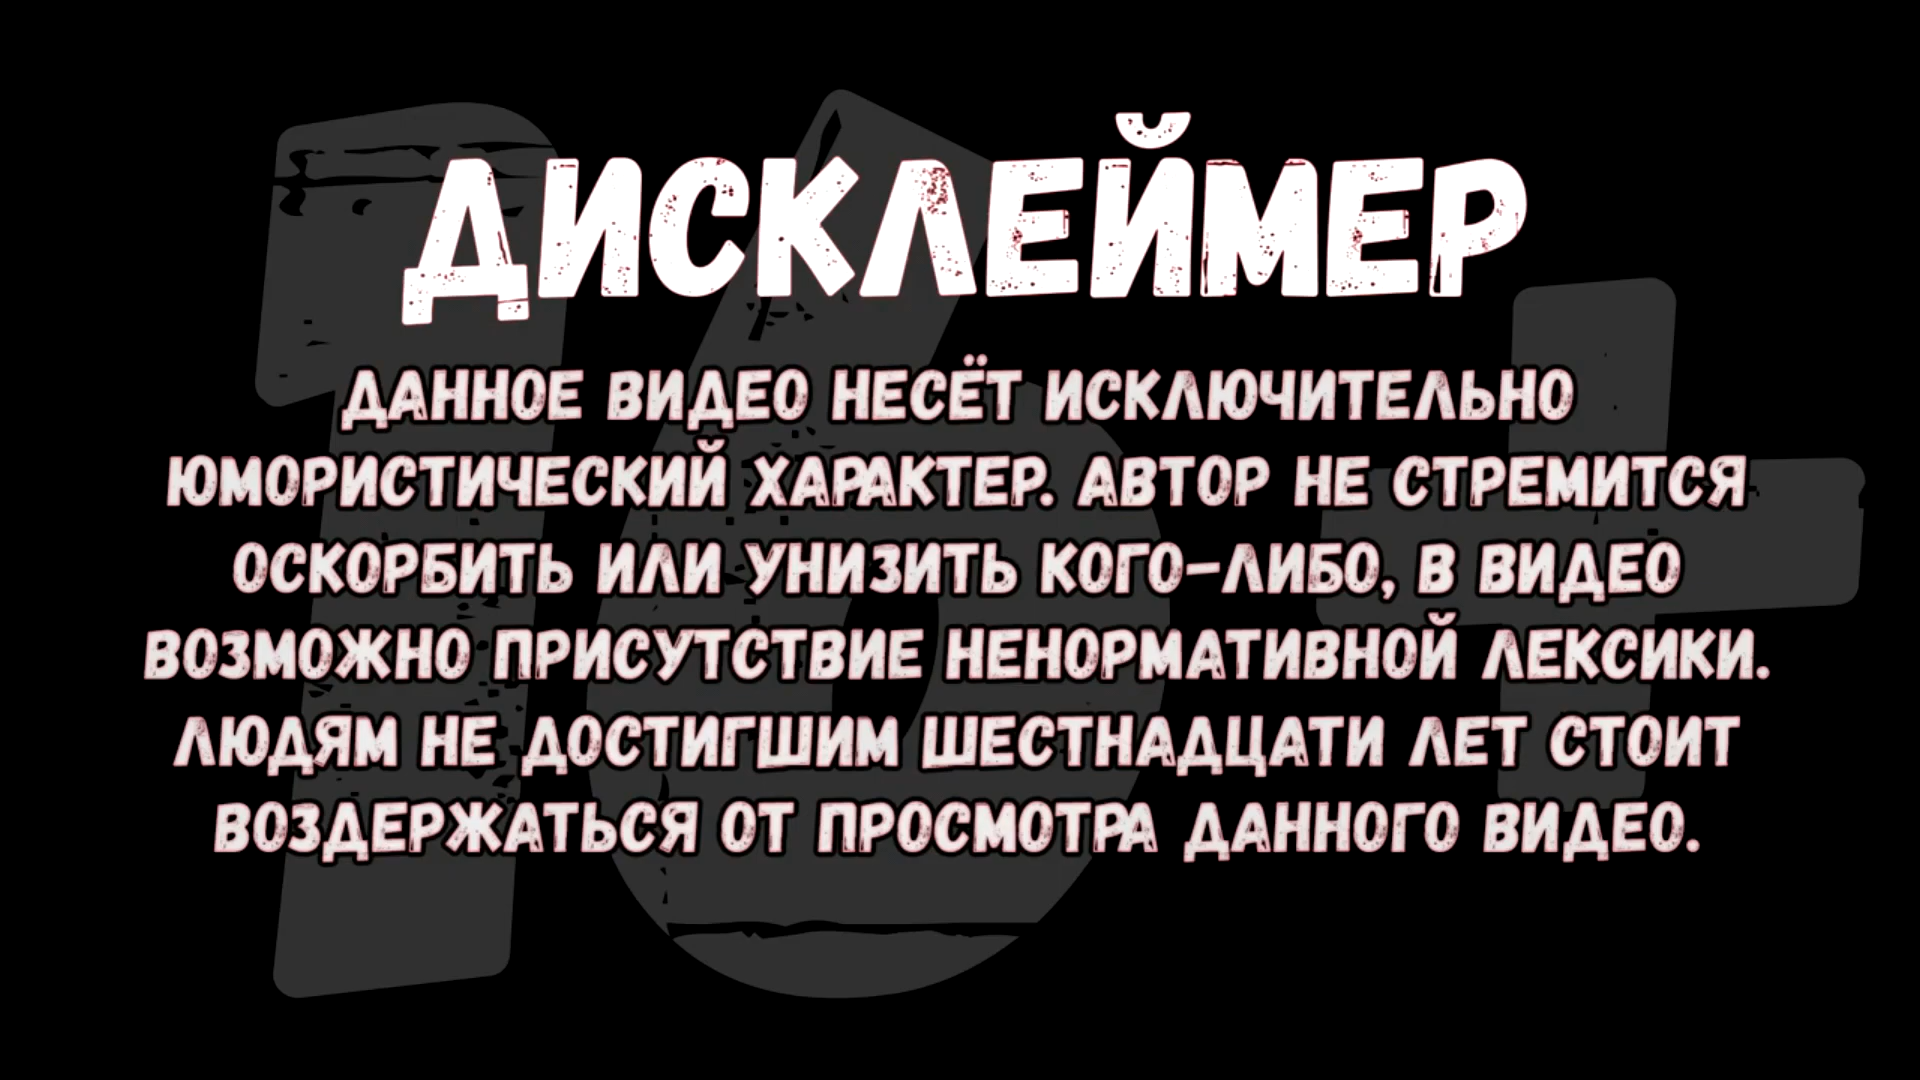 ДИСКЛЕЙМЕР
ДАННОЕ ВИДЕО НЕСЁТ ИСКЛЮЧИТЕЛЬНО
ЮМОРИСТИЧЕСКИЙ ХАРАКТЕР. АВТОР НЕ СТРЕМИТСЯ
ОСКОРБИТЬ ИЛИ УНИЗИТЬ КОГО-ЛИБО, В ВИДЕО
ВОЗМОЖНО ПРИСУТСТВИЕ НЕНОРМАТИВНОЙ ЛЕКСИКИ.
ЛЮДЯМ НЕ ДОСТИГШИМ ШЕСТНАДЦАТИ ЛЕТ СТОИТ
ВОЗДЕРЖАТЬСЯ ОТ ПРОСМОТРА ДАННОГО ВИДЕО.
16+